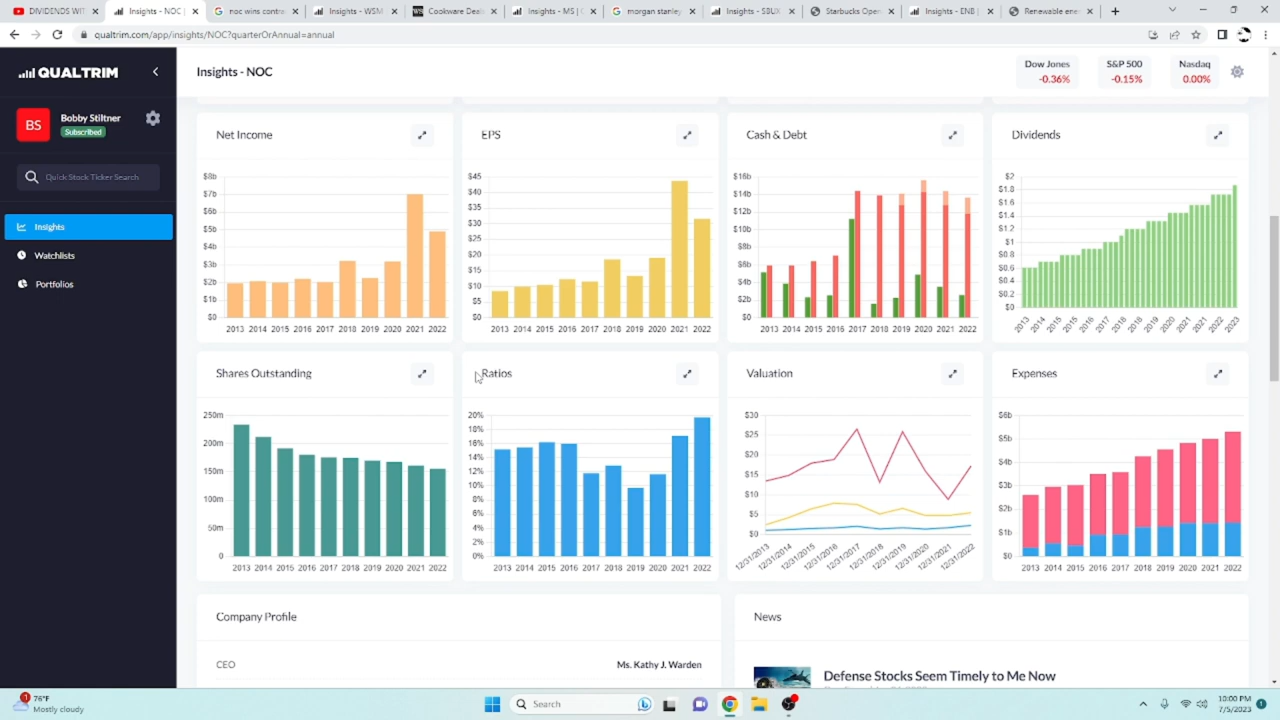 DIVIDENDS WIT
Insights - NOC |
noc wins contra
Insights - WSM
Cookware Deale
Insights - MS | Q
morgan stanley
Insights - SBUX
Starbucks Open
Insights - ENB |
Renewable ene
qualtrim.com/app/insights/NOC?quarterOrAnnual=annual
QUALTRIM
Insights - NOC
Dow Jones
-0.36%
S&P 500
-0.15%
Nasdaq
0.00%
BS
Bobby Stiltner
Subscribed
Quick Stock Ticker Search
Insights
Watchlists
Portfolios
Net Income
$8b
$7b
$6b
$5b
$4b
$3b
$2b
$1b
$0
2013 2014 2015 2016 2017 2018 2019 2020 2021 2022
EPS
$45
$40
$35
$30
$25
$20
$15
$10
$5
$0
2013 2014 2015 2016 2017 2018 2019 2020 2021 2022
Cash & Debt
$16b
$14b
$12b
$10b
$8b
$6b
$4b
$2b
$0
2013 2014 2015 2016 2017 2018 2019 2020 2021 2022
Dividends
$2
$1.8
$1.6
$1.4
$1.2
$1
$0.8
$0.6
$0.4
$0.2
$0
2013 2014 2015 2015 2016 2017 2018 2019 2020 2021 2021 2022 2023
Shares Outstanding
250m
200m
150m
100m
50m
0
2013 2014 2015 2016 2017 2018 2019 2020 2021 2022
Ratios
20%
18%
16%
14%
12%
10%
8%
6%
4%
2%
0%
2013 2014 2015 2016 2017 2018 2019 2020 2021 2022
Valuation
$30
$25
$20
$15
$10
$5
$0
12/31/2013 12/31/2014 12/31/2015 12/31/2016 12/31/2017 12/31/2018 12/31/2019 12/31/2020 12/31/2021 12/31/2022
Expenses
$6b
$5b
$4b
$3b
$2b
$1b
$0
2013 2014 2015 2016 2017 2018 2019 2020 2021 2022
Company Profile
CEO
Ms. Kathy J. Warden
News
Defense Stocks Seem Timely to Me Now
1
76°F
Mostly cloudy
Search
10:00 PM
7/5/2023
1